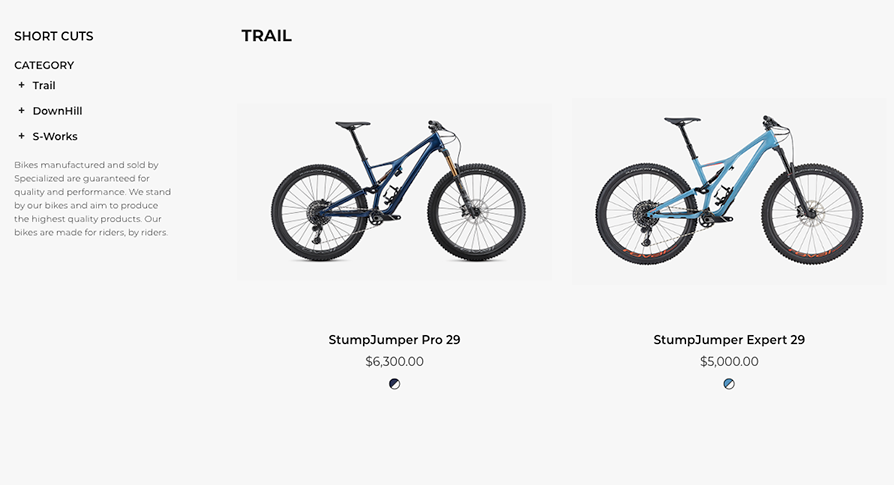 SHORT CUTS
TRAIL
CATEGORY
+ Trail
+ DownHill
+ S-Works
Bikes manufactured and sold by
Specialized are guaranteed for
quality and performance. We stand
by our bikes and aim to produce
the highest quality products. Our
bikes are made for riders, by riders.
StumpJumper Pro 29
$6,300.00
StumpJumper Expert 29
$5,000.00